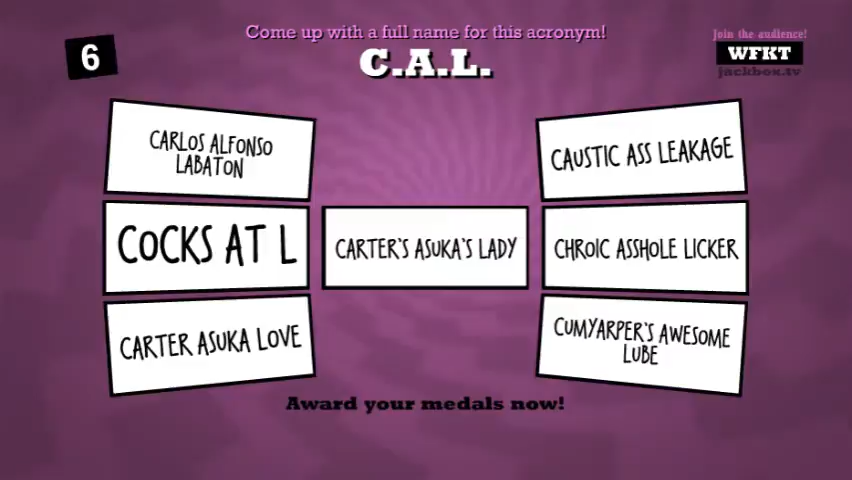 Come up with a full name for this acronym!
C.A.L.
6
Join the audience!
WFKT
jackbox.tv
CARLOS ALFONSO
LABATON
COCKS AT L
CARTER ASUKA LOVE
CARTER'S ASUKA'S LADY
CAUSTIC ASS LEAKAGE
CHROIC ASSHOLE LICKER
CUMYARPER'S AWESOME
LUBE
Award your medals now!